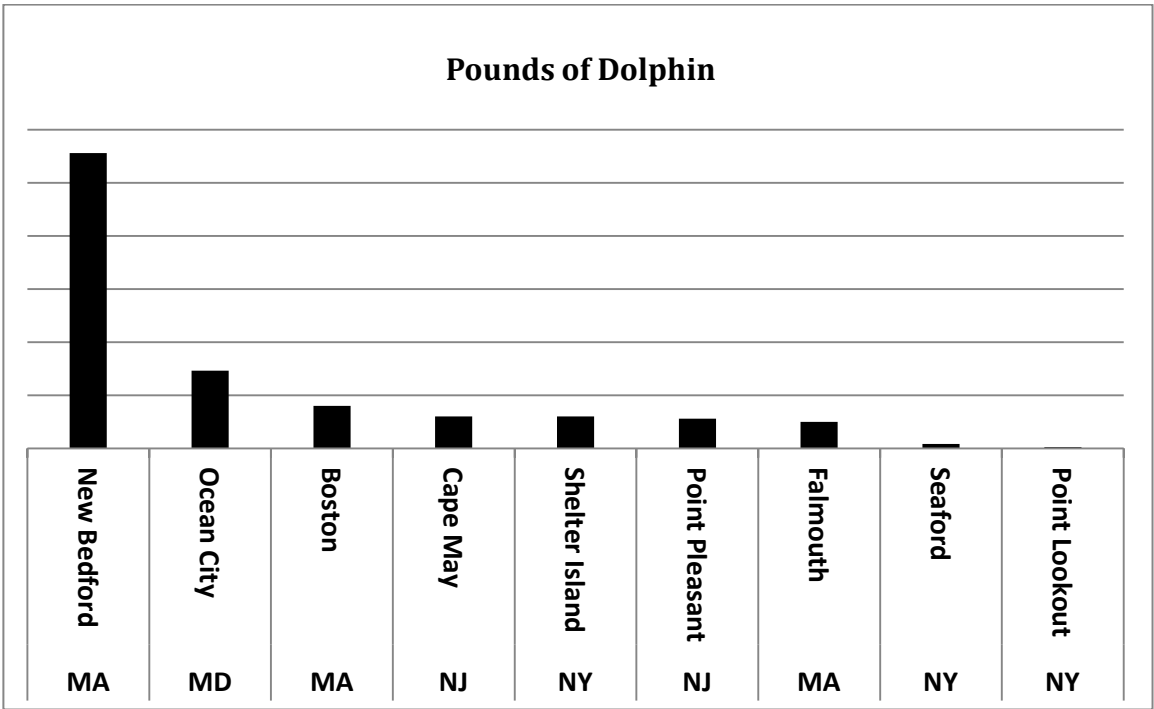 Pounds of Dolphin
New Bedford
Ocean City
Boston
Cape May
Shelter Island
Point Pleasant
Falmouth
Seaford
Point Lookout
MA MD MA NJ NY NJ MA NY NY